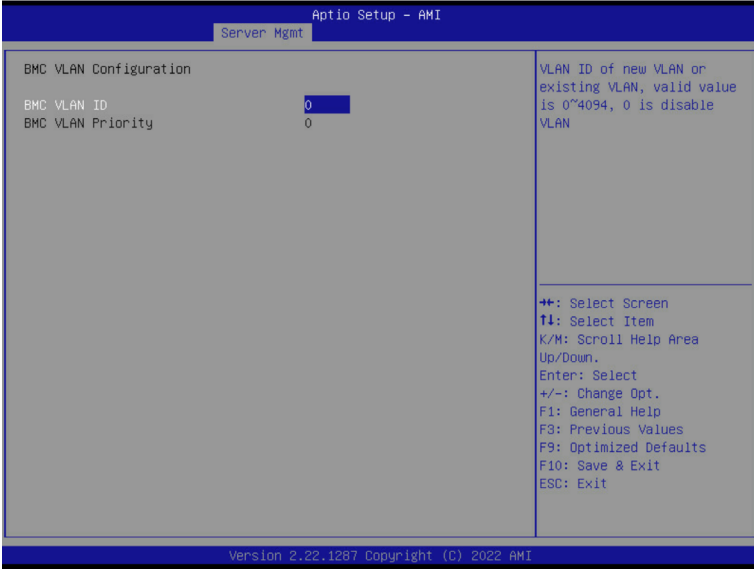 Aptio Setup - AMI
Server Mgmt
BMC VLAN Configuration
BMC VLAN ID 0
BMC VLAN Priority 0
VLAN ID of new VLAN or
existing VLAN, valid value
is 0~4094, 0 is disable
VLAN
→←: Select Screen
↑↓: Select Item
K/M: Scroll Help Area
Up/Down.
Enter: Select
+/-: Change Opt.
F1: General Help
F3: Previous Values
F9: Optimized Defaults
F10: Save & Exit
ESC: Exit
Version 2.22.1287 Copyright (C) 2022 AMI